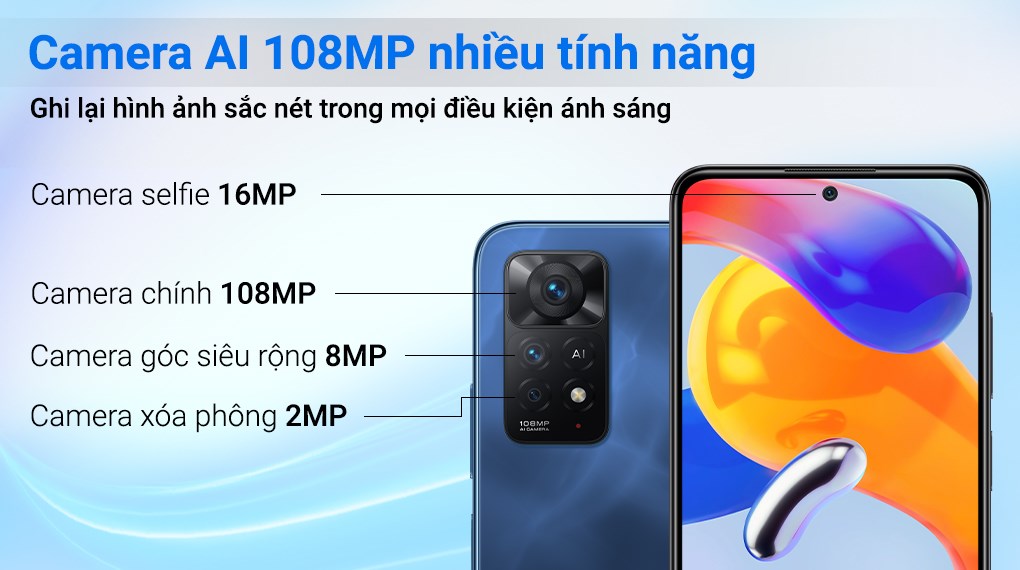 Camera AI 108MP nhiều tính năng
Ghi lại hình ảnh sắc nét trong mọi điều kiện ánh sáng
Camera selfie 16MP
Camera chính 108MP
Camera góc siêu rộng 8MP
Camera xóa phông 2MP
AI
108MP
AI CAMERA